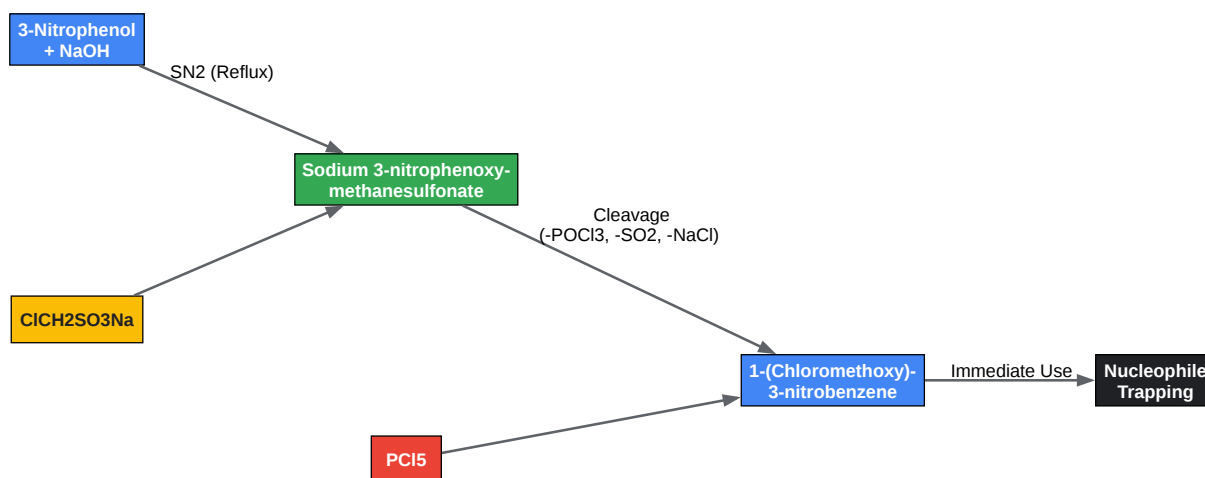 3-Nitrophenol
+ NaOH
SN2 (Reflux)
Sodium 3-nitrophenoxy-
methanesulfonate
Cleavage
(-POCl3, -SO2, -NaCl)
ClCH2SO3Na
1-(Chloromethoxy)-
3-nitrobenzene
Immediate Use
Nucleophile
Trapping
PCl5